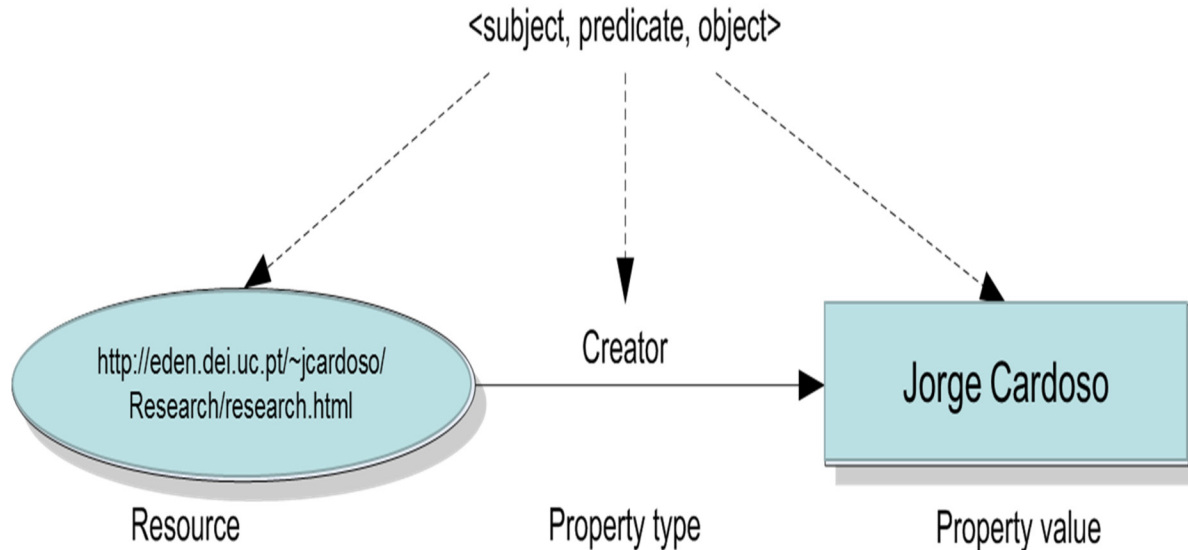 <subject, predicate, object>
http://eden.dei.uc.pt/~jcardoso/
Research/research.html
Creator
Jorge Cardoso
Resource
Property type
Property value